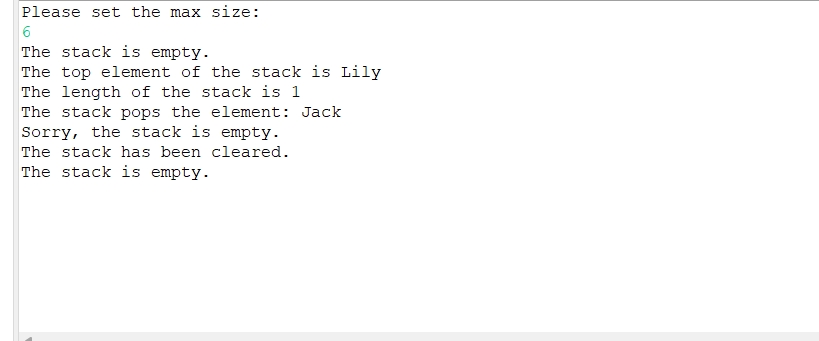 Please set the max size:
6
The stack is empty.
The top element of the stack is Lily
The length of the stack is 1
The stack pops the element: Jack
Sorry, the stack is empty.
The stack has been cleared.
The stack is empty.